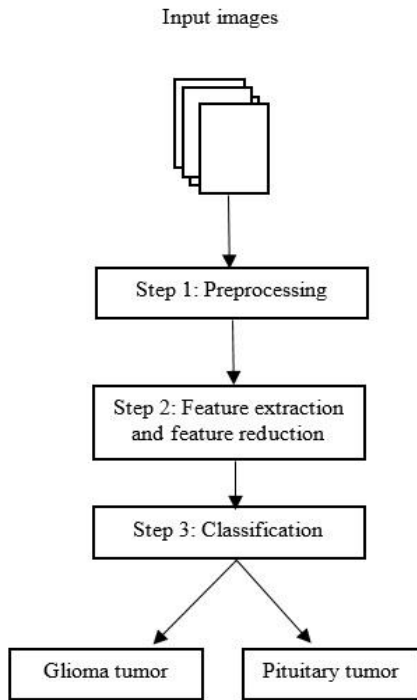 Input images
Step 1: Preprocessing
Step 2: Feature extraction
and feature reduction
Step 3: Classification
Glioma tumor
Pituitary tumor